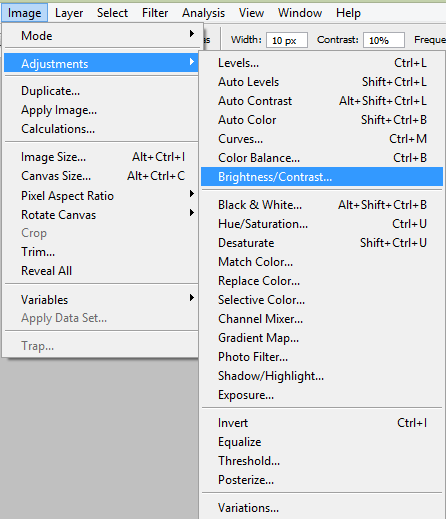 Image Layer Select Filter Analysis View Window Help
Mode
Width: 10 px Contrast: 10% Freque
Adjustments
Duplicate...
Apply Image...
Calculations...
Image Size... Alt+Ctrl+I
Canvas Size... Alt+Ctrl+C
Pixel Aspect Ratio
Rotate Canvas
Crop
Trim...
Reveal All
Variables
Apply Data Set...
Trap...
Levels... Ctrl+L
Auto Levels Shift+Ctrl+L
Auto Contrast Alt+Shift+Ctrl+L
Auto Color Shift+Ctrl+B
Curves... Ctrl+M
Color Balance... Ctrl+B
Brightness/Contrast...
Black & White... Alt+Shift+Ctrl+B
Hue/Saturation... Ctrl+U
Desaturate Shift+Ctrl+U
Match Color...
Replace Color...
Selective Color...
Channel Mixer...
Gradient Map...
Photo Filter...
Shadow/Highlight...
Exposure...
Invert Ctrl+I
Equalize
Threshold...
Posterize...
Variations...